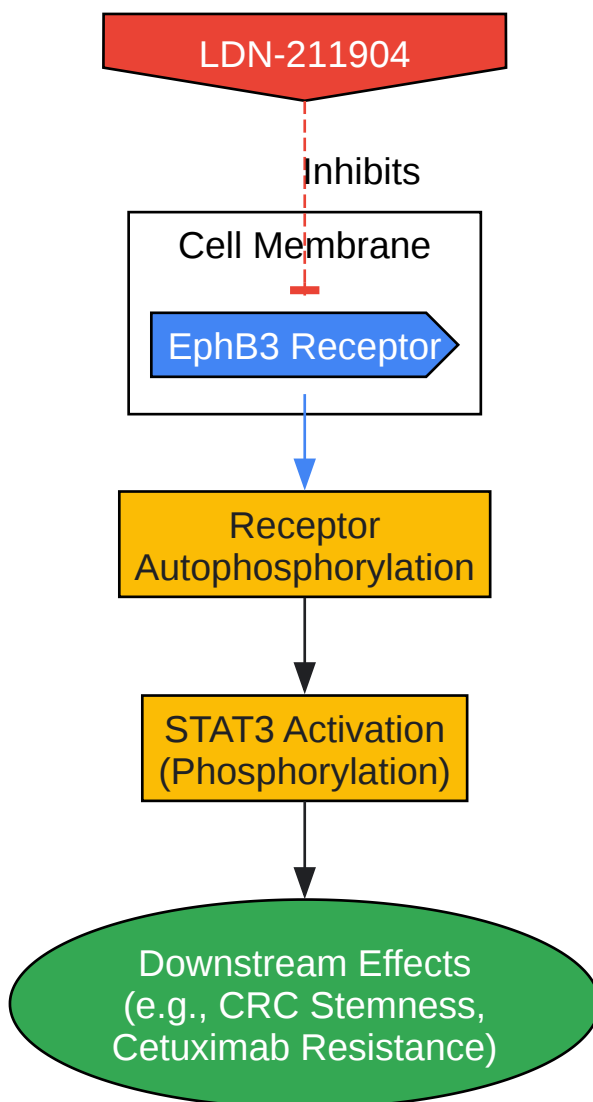 LDN-211904
Inhibits
Cell Membrane
EphB3 Receptor
Receptor
Autophosphorylation
STAT3 Activation
(Phosphorylation)
Downstream Effects
(e.g., CRC Stemness,
Cetuximab Resistance)